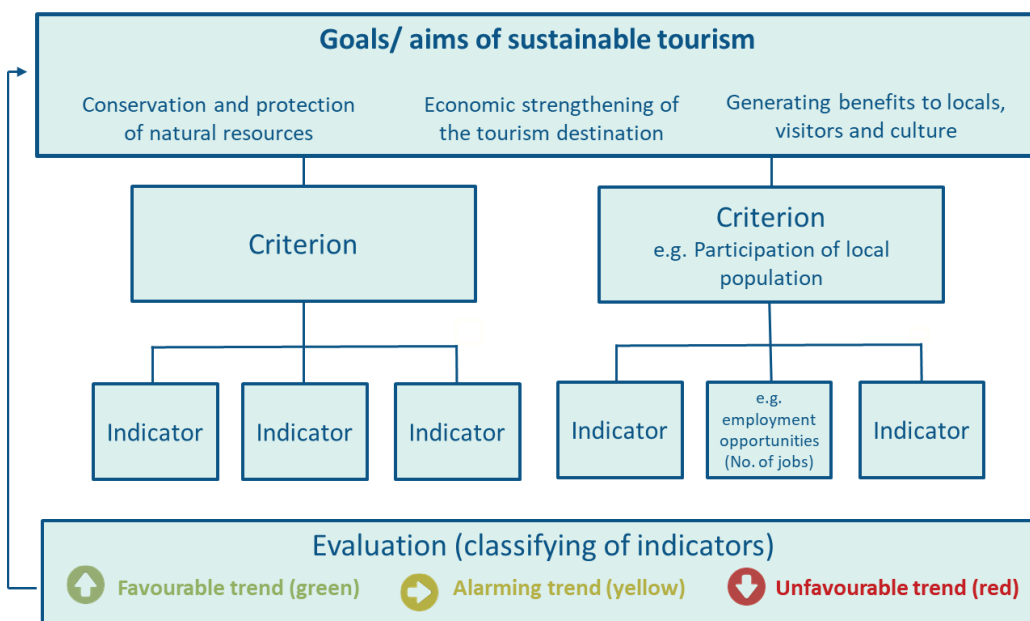 Goals/ aims of sustainable tourism
Conservation and protection
of natural resources
Economic strengthening of
the tourism destination
Generating benefits to locals,
visitors and culture
Criterion
Criterion
e.g. Participation of local
population
Indicator
Indicator
Indicator
Indicator
e.g.
employment
opportunities
(No. of jobs)
Indicator
Evaluation (classifying of indicators)
Favourable trend (green)
Alarming trend (yellow)
Unfavourable trend (red)